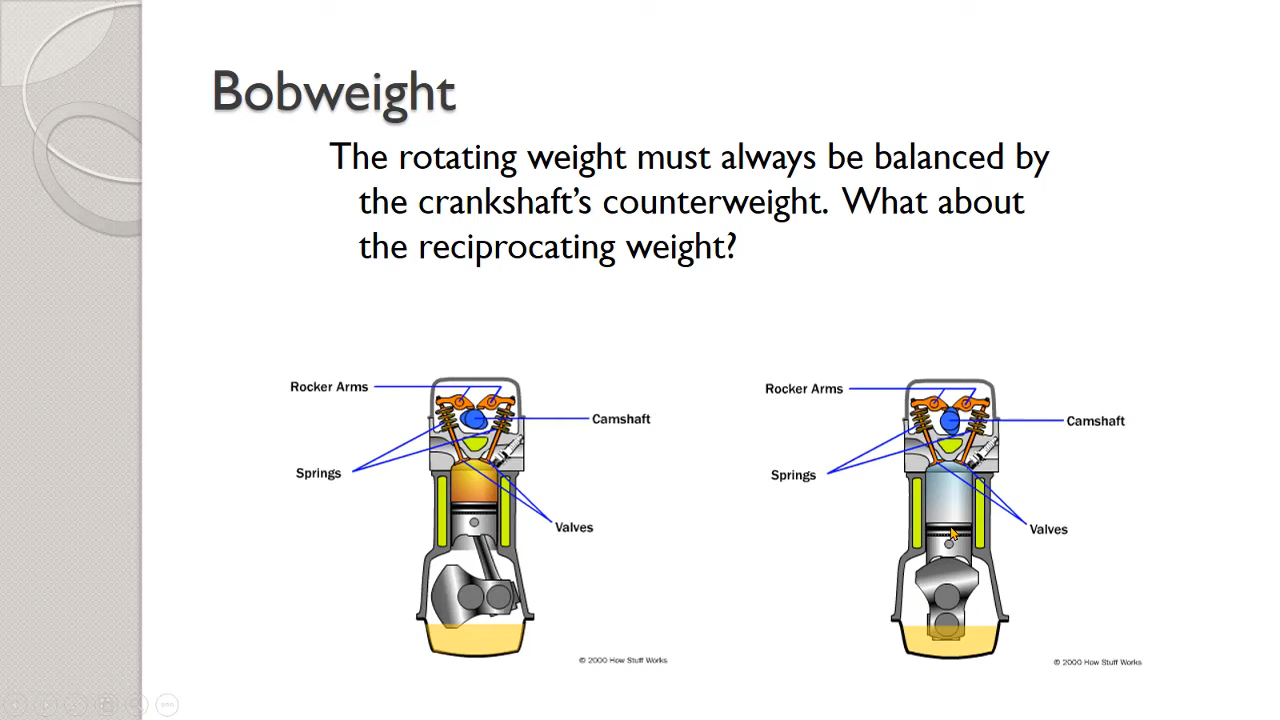 Bobweight
The rotating weight must always be balanced by
the crankshaft’s counterweight.  What about
the reciprocating weight?
Rocker Arms
Camshaft
Springs
Valves
© 2000 How Stuff Works
Rocker Arms
Camshaft
Springs
Valves
© 2000 How Stuff Works